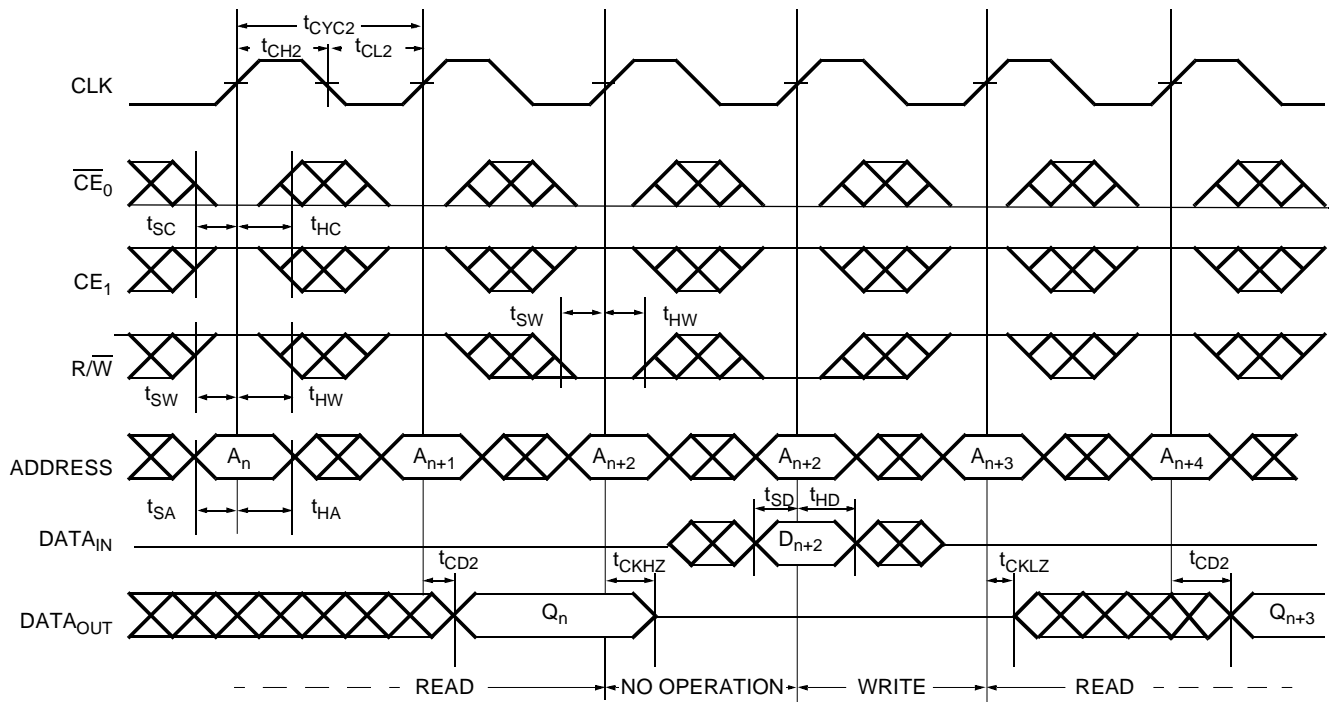 tCYC2
tCH2 tCL2
CLK
CE0
tSC tHC
CE1
tSW tHW
R/W
tSW tHW
ADDRESS An An+1 An+2 An+2 An+3 An+4
tSA tHA tSD tHD
DATAIN Dn+2
tCD2 tCKHZ tCKLZ tCD2
DATAOUT Qn Qn+3
READ NO OPERATION WRITE READ